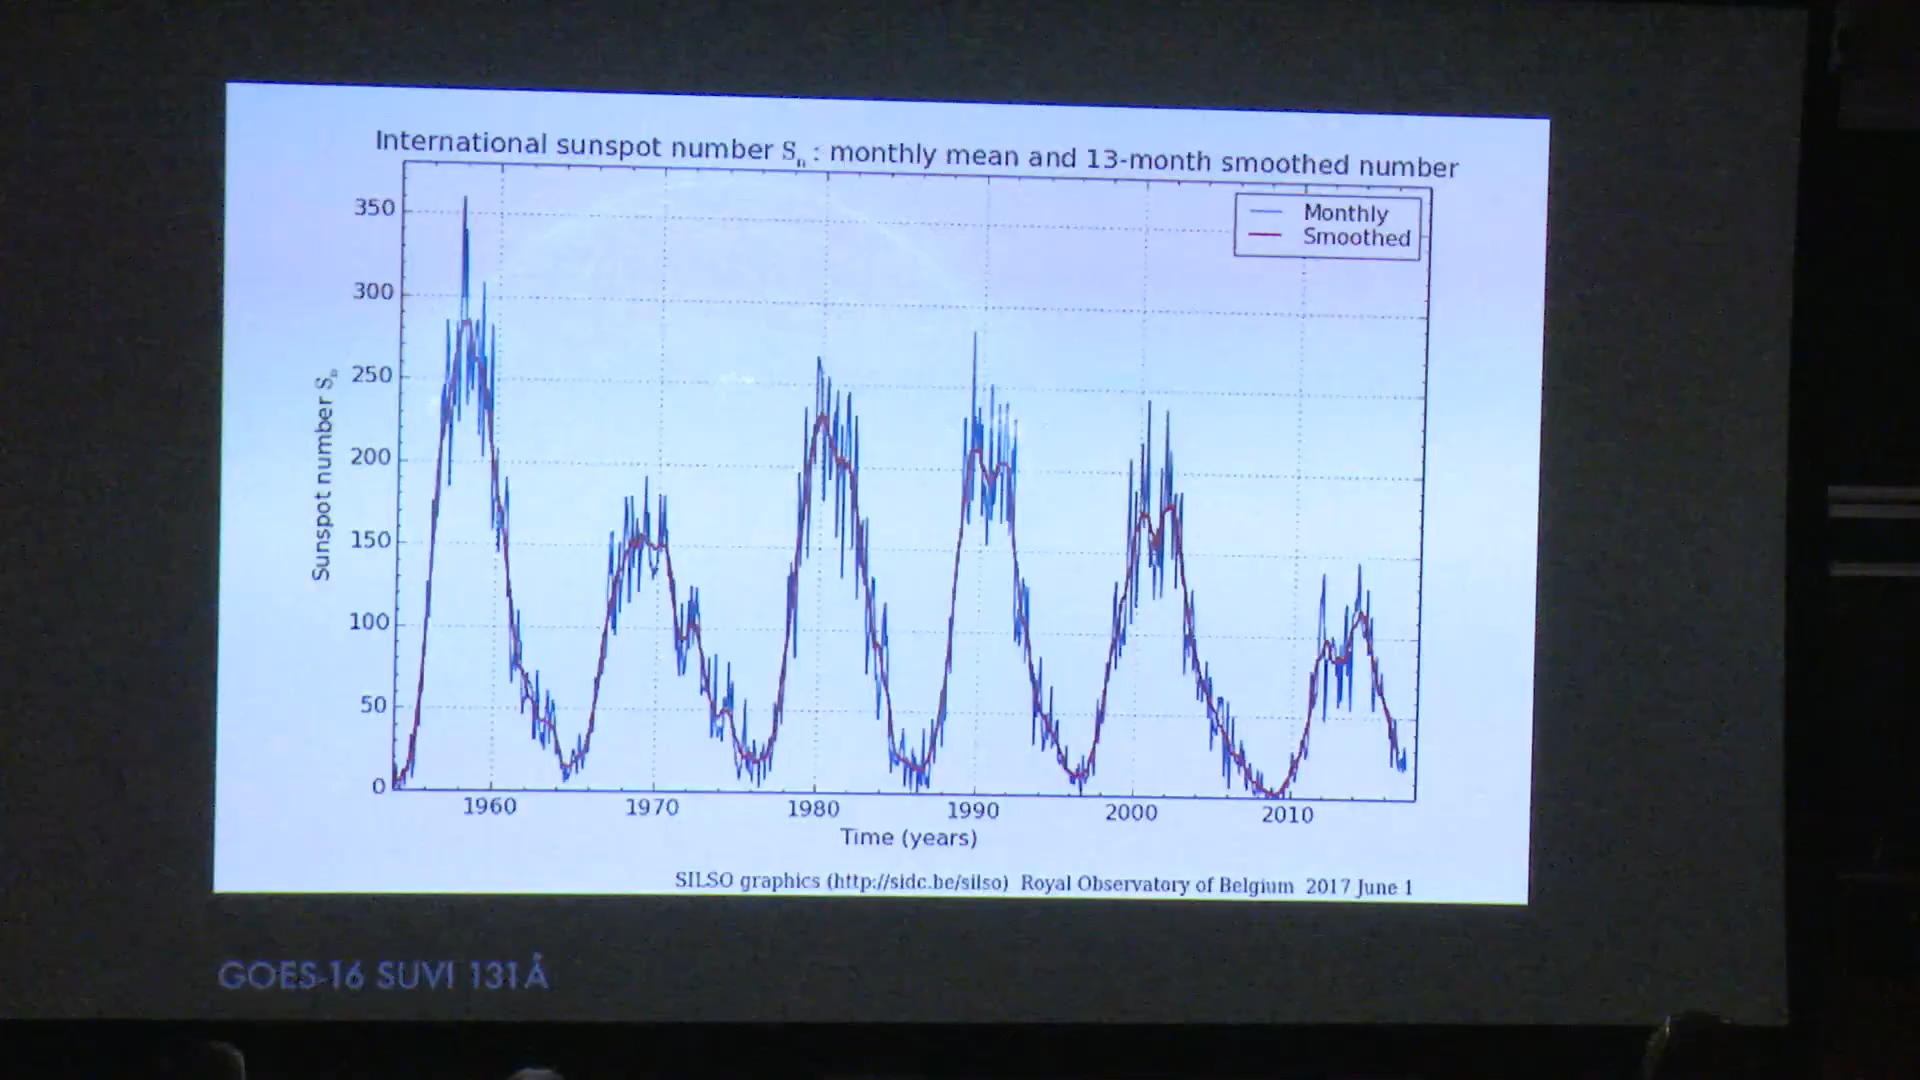 International sunspot number Sn : monthly mean and 13-month smoothed number
Monthly
Smoothed
350
300
250
200
150
100
50
0
Sunspot number Sn
1960 1970 1980 1990 2000 2010
Time (years)
SILSO graphics (http://sidc.be/silso) Royal Observatory of Belgium 2017 June 1
GOES-16 SUVI 131Å